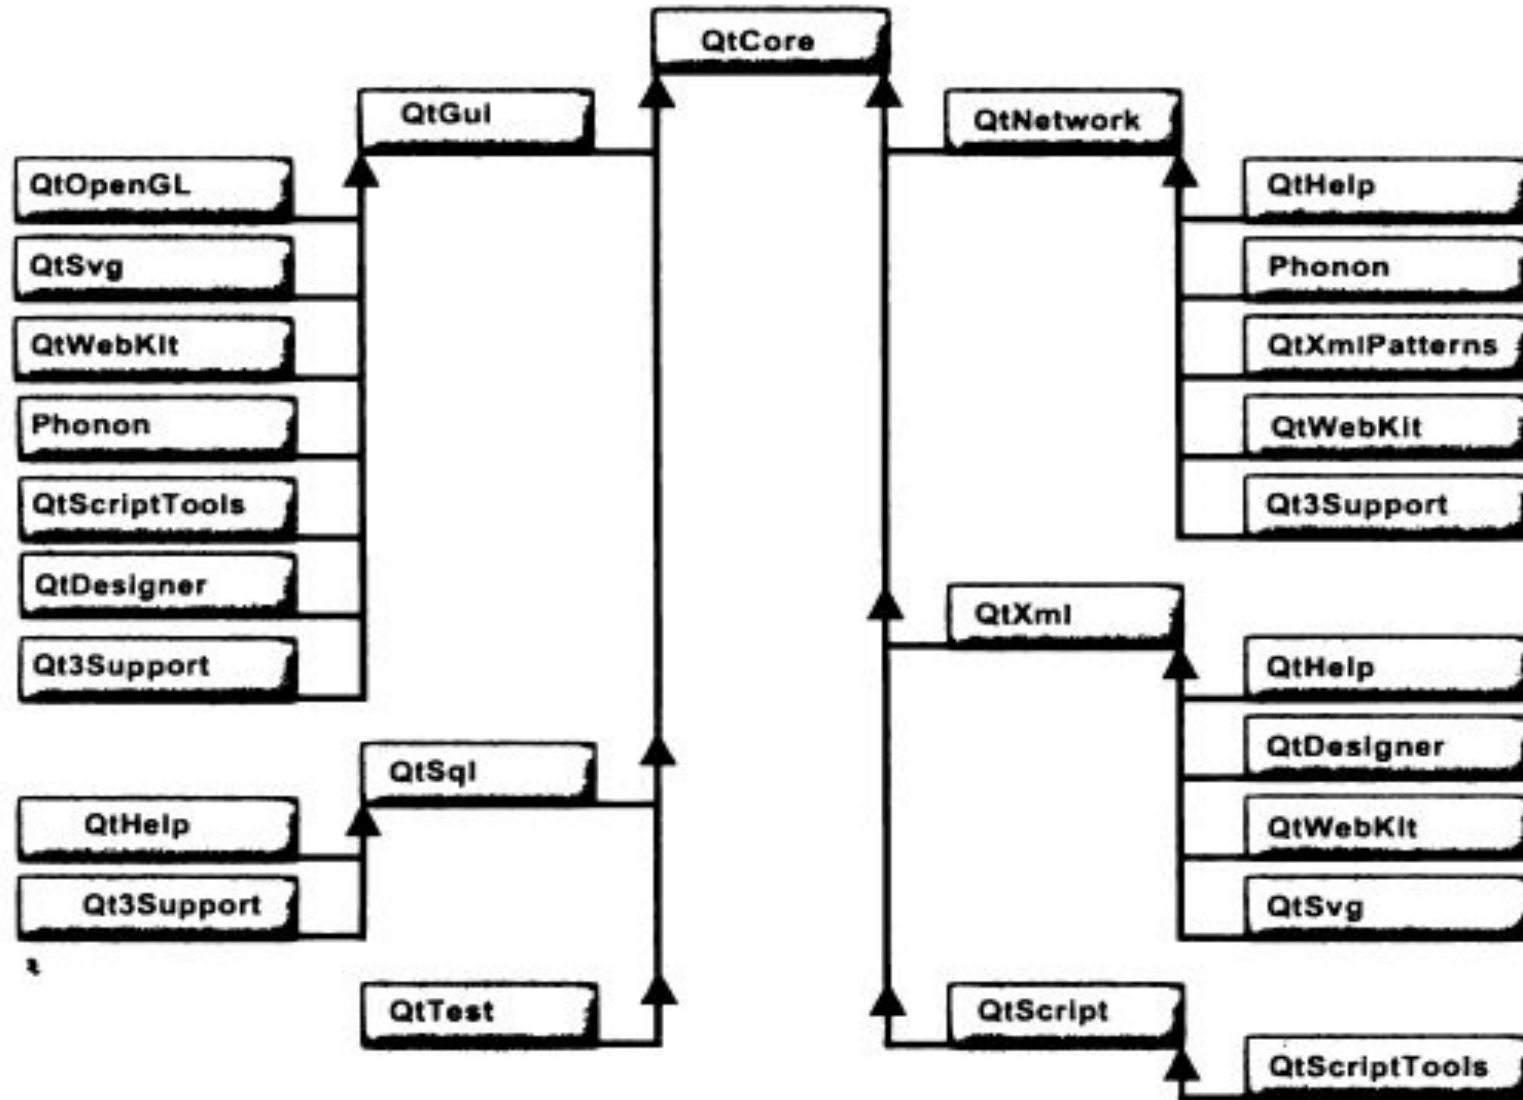 QtCore
QtGui
QtOpenGL
QtSvg
QtWebKit
Phonon
QtScriptTools
QtDesigner
Qt3Support
QtSql
QtHelp
Qt3Support
QtTest
QtNetwork
QtHelp
Phonon
QtXmlPatterns
QtWebKit
Qt3Support
QtXml
QtHelp
QtDesigner
QtWebKit
QtSvg
QtScript
QtScriptTools